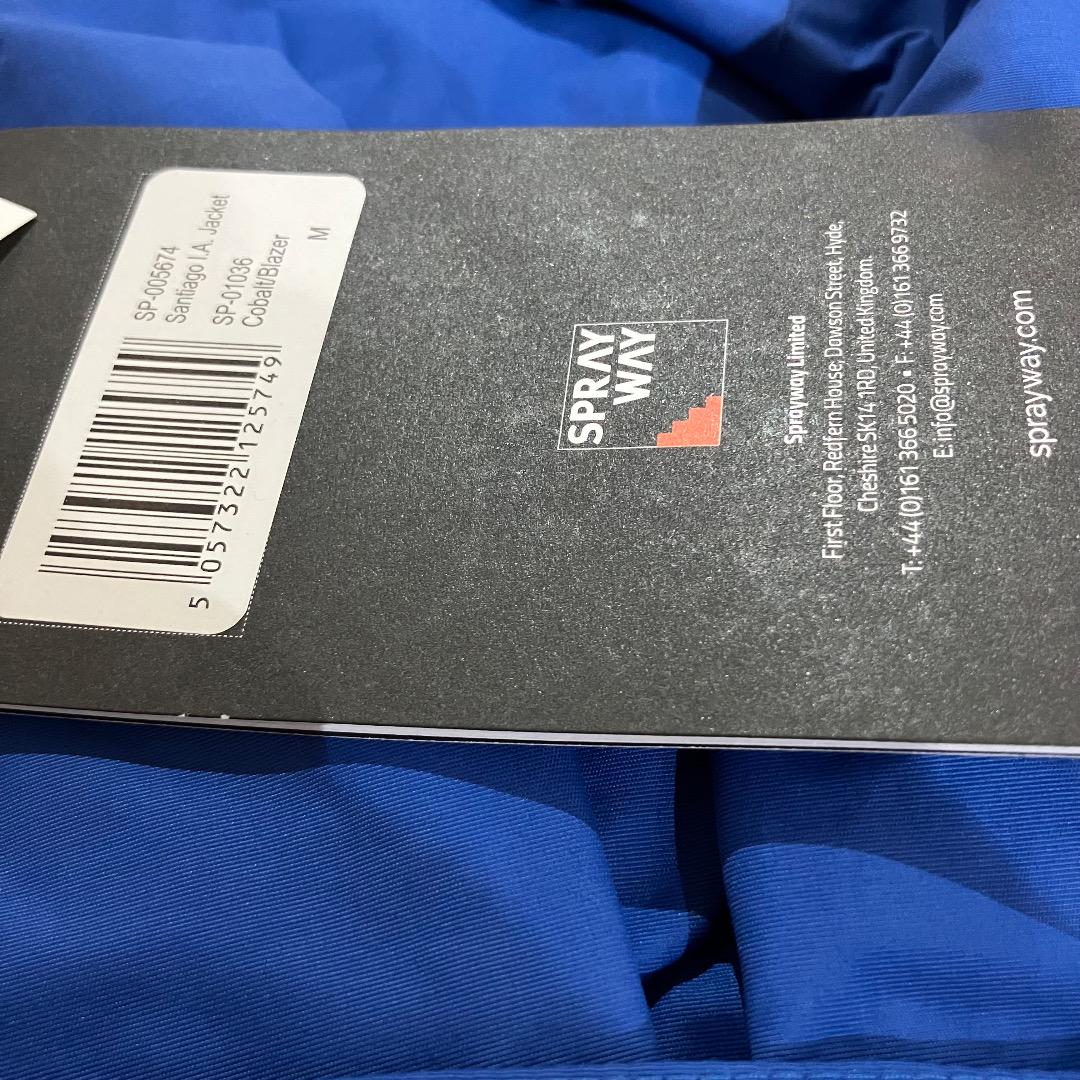 SP-005674
Santiago I.A. Jacket
SP-01036
Cobalt/Blazer
M
5 057322 125749
SPRAY
WAY
Sprayway Limited
First Floor, Redfern House, Dawson Street, Hyde,
Cheshire SK14 1RD, United Kingdom.
T: +44 (0)161 366 5020 • F: +44 (0)161 366 9732
E: info@sprayway.com
sprayway.com